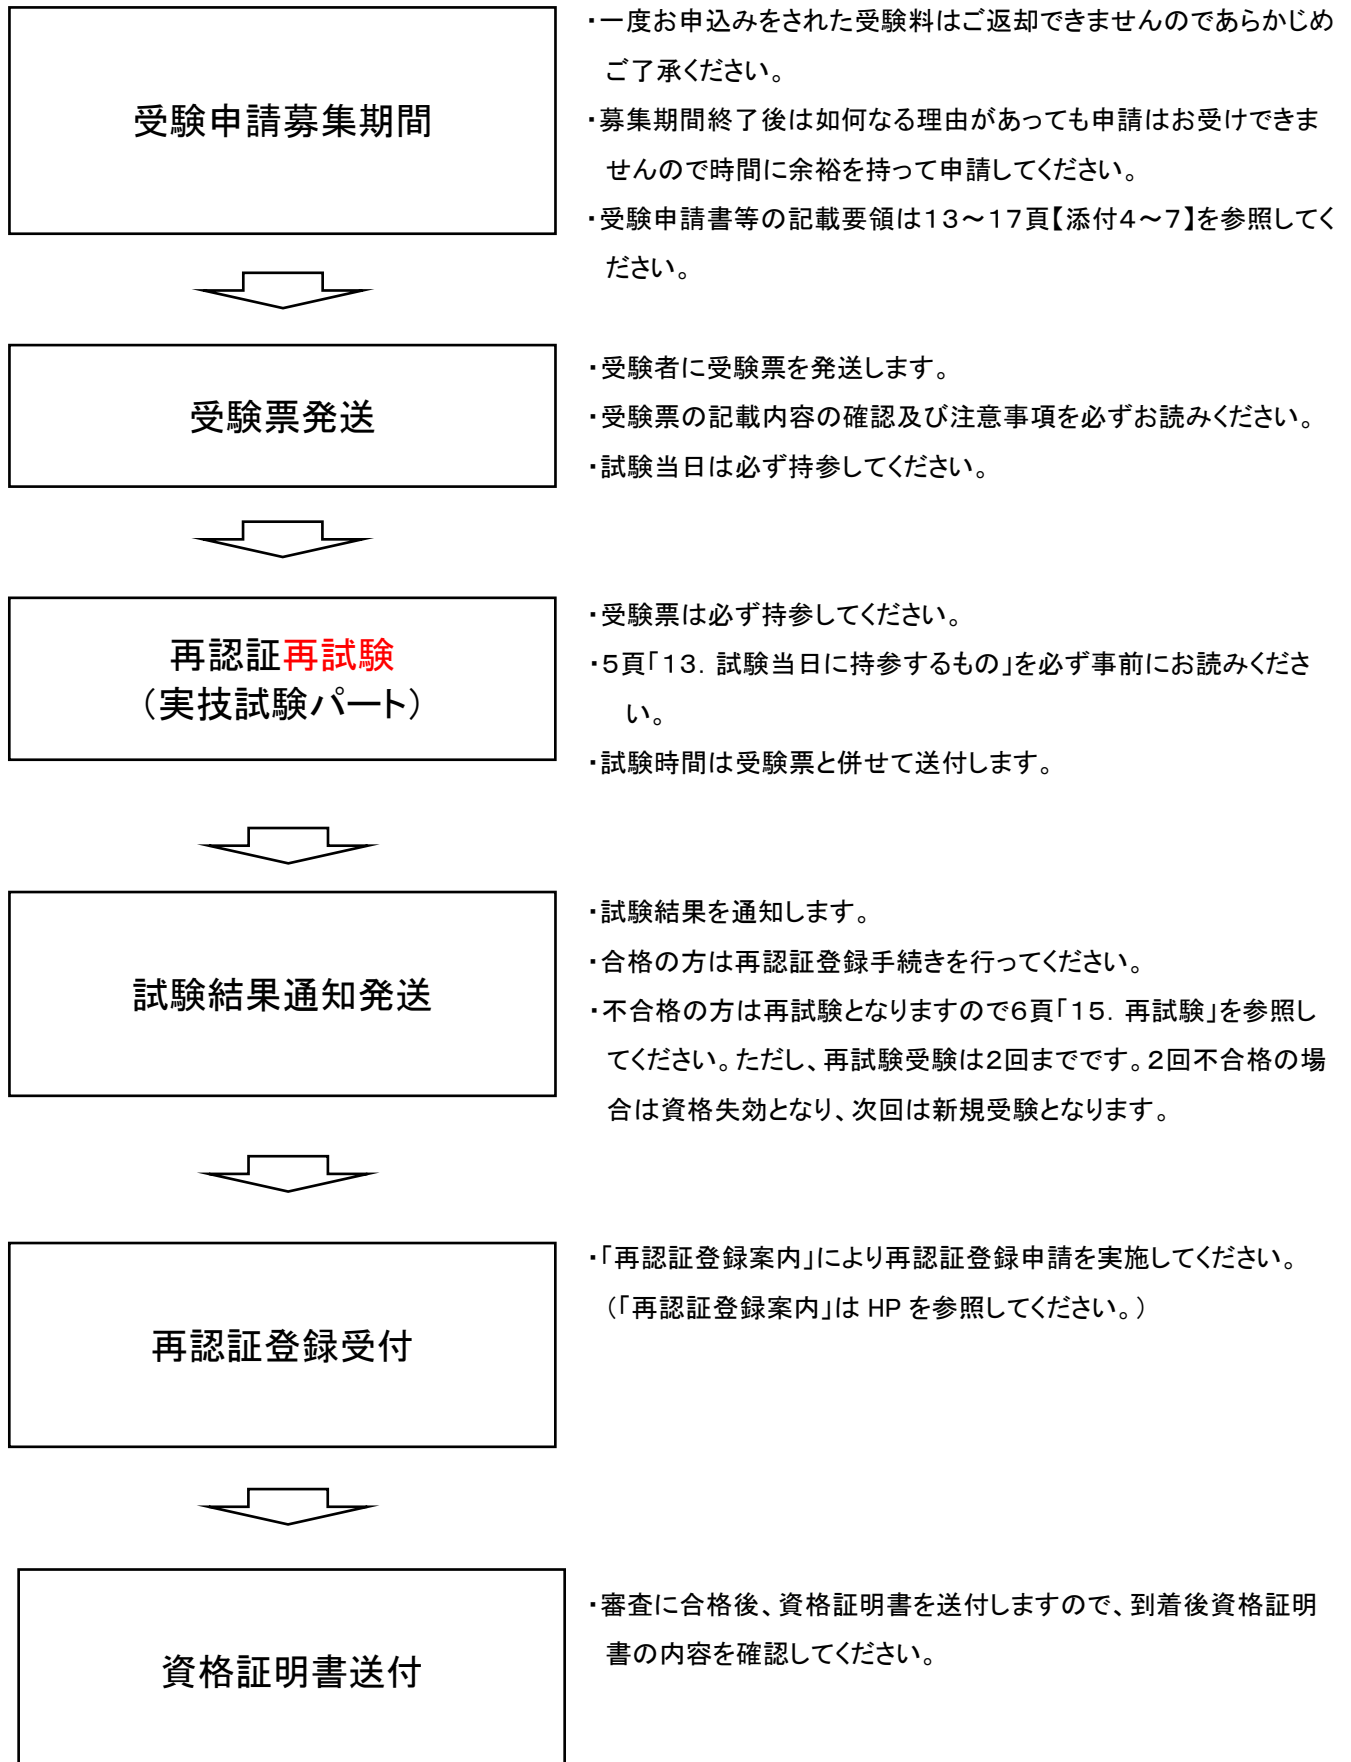 受験申請募集期間
・一度お申込みをされた受験料はご返却できませんのであらかじめ
ご了承ください。
・募集期間終了後は如何なる理由があっても申請はお受けできま
せんので時間に余裕を持って申請してください。
・受験申請書等の記載要領は13～17頁【添付4～7】を参照してく
ださい。
受験票発送
・受験者に受験票を発送します。
・受験票の記載内容の確認及び注意事項を必ずお読みください。
・試験当日は必ず持参してください。
再認証再試験
（実技試験パート）
・受験票は必ず持参してください。
・5頁「13．試験当日に持参するもの」を必ず事前にお読みくださ
い。
・試験時間は受験票と併せて送付します。
試験結果通知発送
・試験結果を通知します。
・合格の方は再認証登録手続きを行ってください。
・不合格の方は再試験となりますので6頁「15．再試験」を参照し
てください。ただし、再試験受験は2回までです。2回不合格の場
合は資格失効となり、次回は新規受験となります。
再認証登録受付
・「再認証登録案内」により再認証登録申請を実施してください。
（「再認証登録案内」は HP を参照してください。）
資格証明書送付
・審査に合格後、資格証明書を送付しますので、到着後資格証明
書の内容を確認してください。